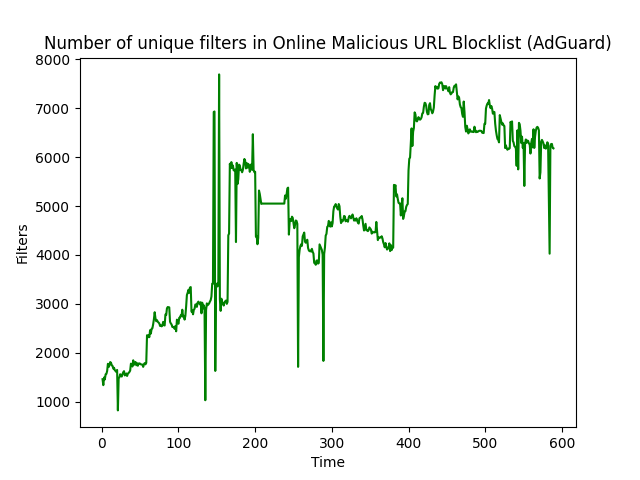 Number of unique filters in Online Malicious URL Blocklist (AdGuard)
8000
7000
6000
5000
4000
3000
2000
1000
Filters
0 100 200 300 400 500 600
Time